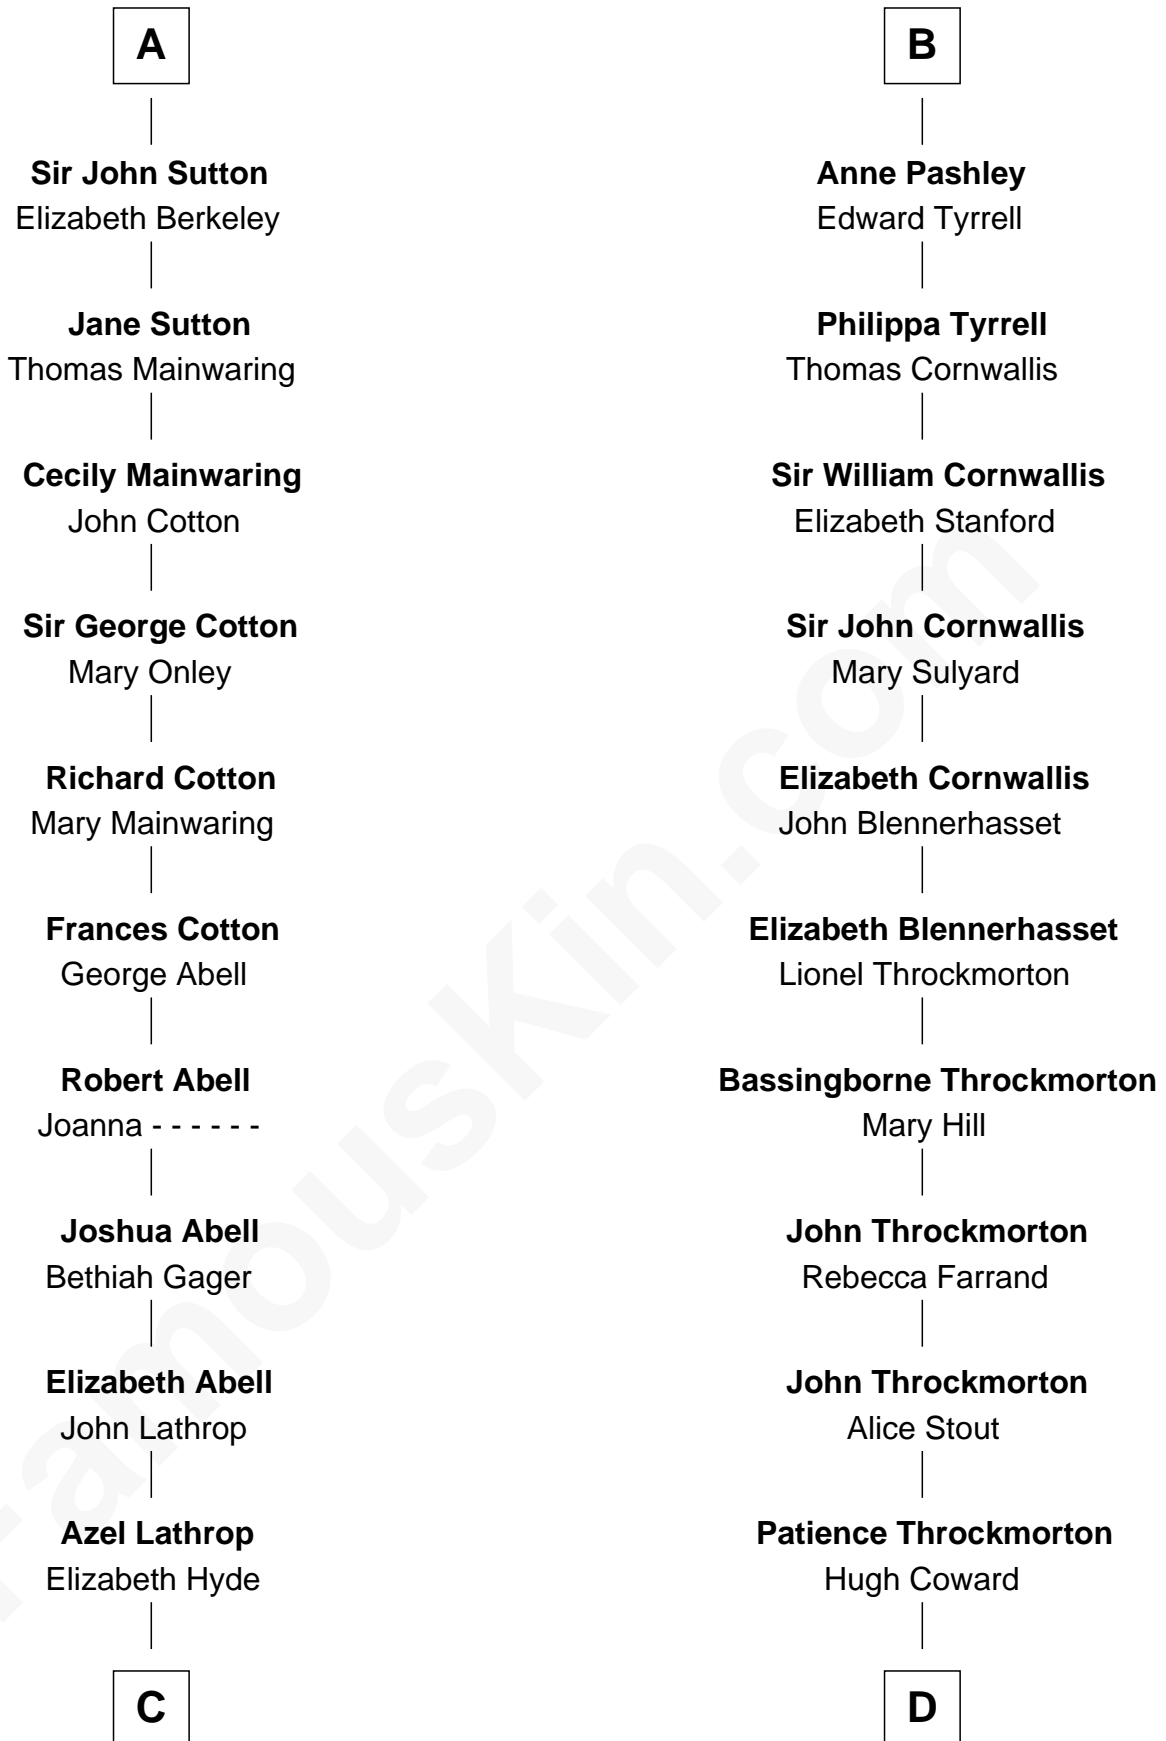 A
Sir John Sutton
Elizabeth Berkeley
Jane Sutton
Thomas Mainwaring
Cecily Mainwaring
John Cotton
Sir George Cotton
Mary Onley
Richard Cotton
Mary Mainwaring
Frances Cotton
George Abell
Robert Abell
Joanna - - - - - -
Joshua Abell
Bethiah Gager
Elizabeth Abell
John Lathrop
Azel Lathrop
Elizabeth Hyde
C
B
Anne Pashley
Edward Tyrrell
Philippa Tyrrell
Thomas Cornwallis
Sir William Cornwallis
Elizabeth Stanford
Sir John Cornwallis
Mary Sulyard
Elizabeth Cornwallis
John Blennerhasset
Elizabeth Blennerhasset
Lionel Throckmorton
Bassingborne Throckmorton
Mary Hill
John Throckmorton
Rebecca Farrand
John Throckmorton
Alice Stout
Patience Throckmorton
Hugh Coward
D
FamousKin.com